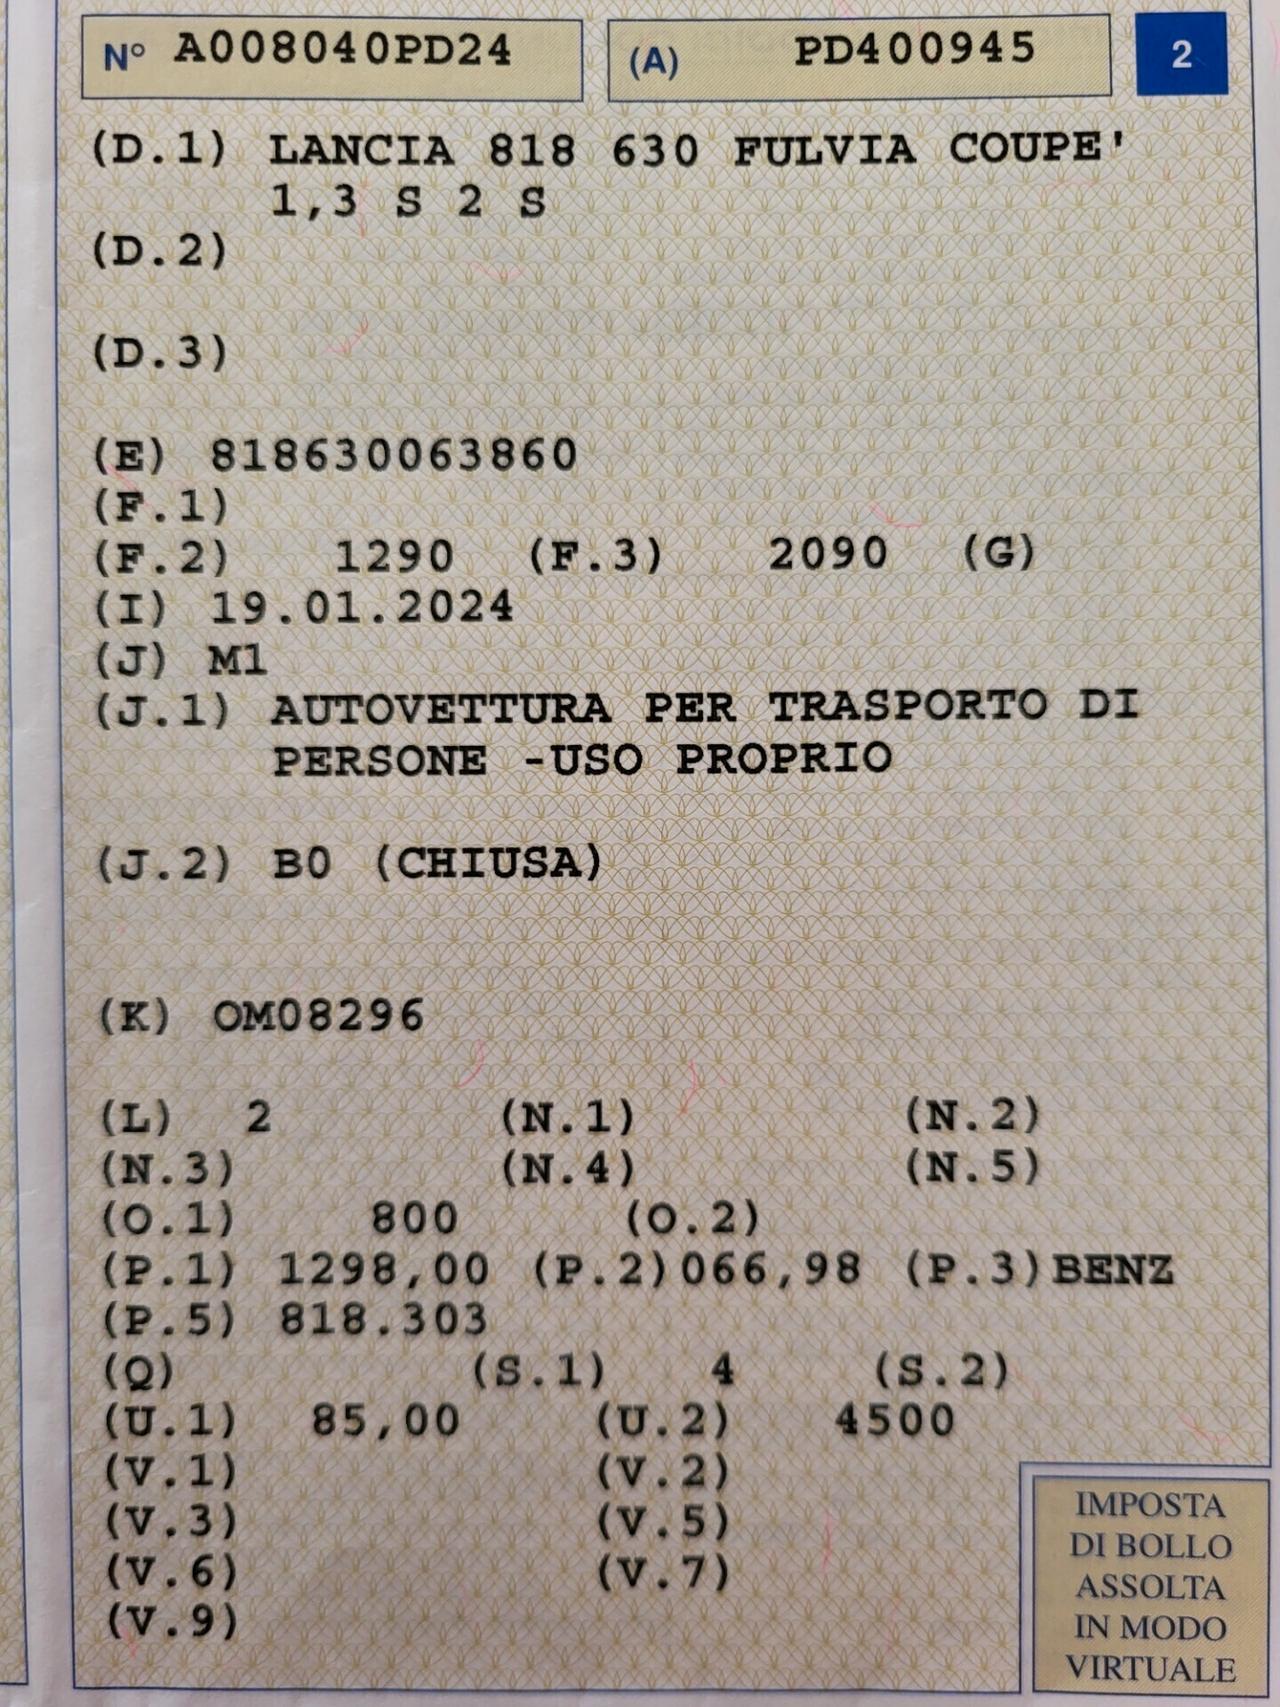 N° A008040PD24 (A) PD400945 2
(D.1) LANCIA 818 630 FULVIA COUPE'
1,3 S 2 S
(D.2)
(D.3)
(E) 818630063860
(F.1)
(F.2) 1290 (F.3) 2090 (G)
(I) 19.01.2024
(J) M1
(J.1) AUTOVETTURA PER TRASPORTO DI
PERSONE -USO PROPRIO
(J.2) B0 (CHIUSA)
(K) OM08296
(L) 2 (N.1) (N.2)
(N.3) (N.4) (N.5)
(O.1) 800 (O.2)
(P.1) 1298,00 (P.2)066,98 (P.3)BENZ
(P.5) 818.303
(Q) (S.1) 4 (S.2)
(U.1) 85,00 (U.2) 4500
(V.1) (V.2)
(V.3) (V.5)
(V.6) (V.7)
(V.9)
IMPOSTA
DI BOLLO
ASSOLTA
IN MODO
VIRTUALE